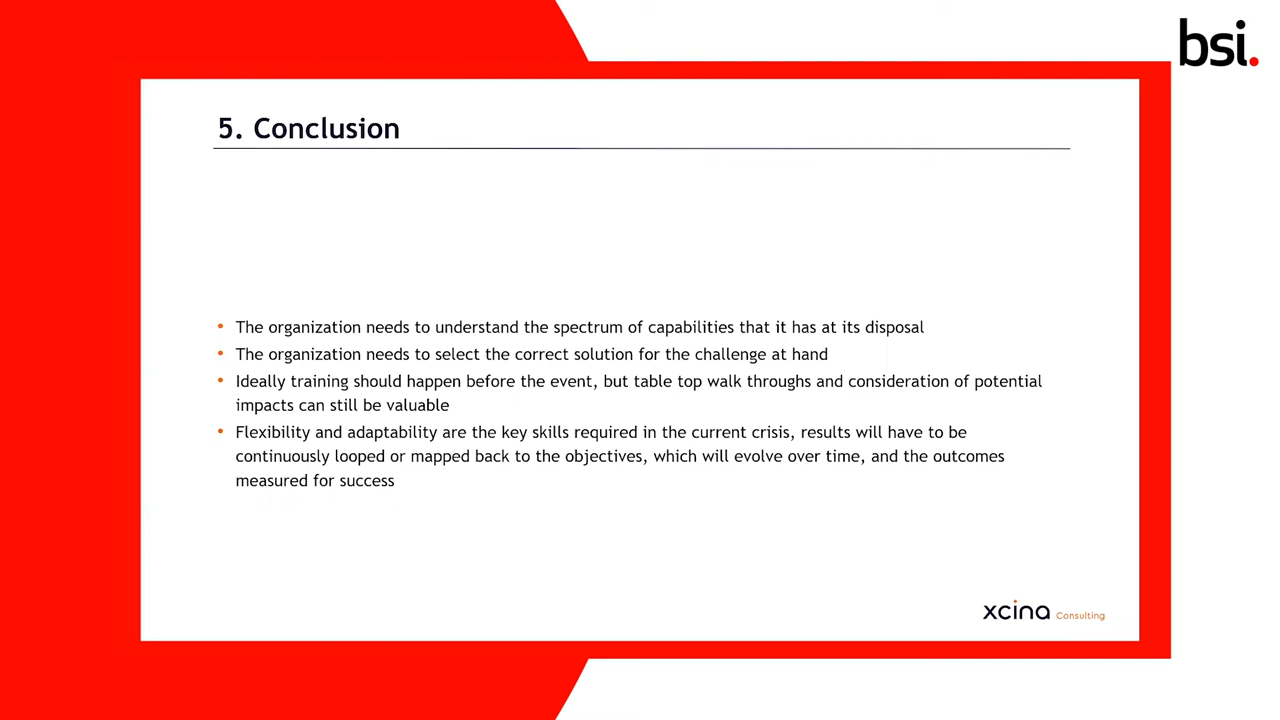 bsi.
5. Conclusion
• The organization needs to understand the spectrum of capabilities that it has at its disposal
• The organization needs to select the correct solution for the challenge at hand
• Ideally training should happen before the event, but table top walk throughs and consideration of potential
impacts can still be valuable
• Flexibility and adaptability are the key skills required in the current crisis, results will have to be
continuously looped or mapped back to the objectives, which will evolve over time, and the outcomes
measured for success
xcina Consulting